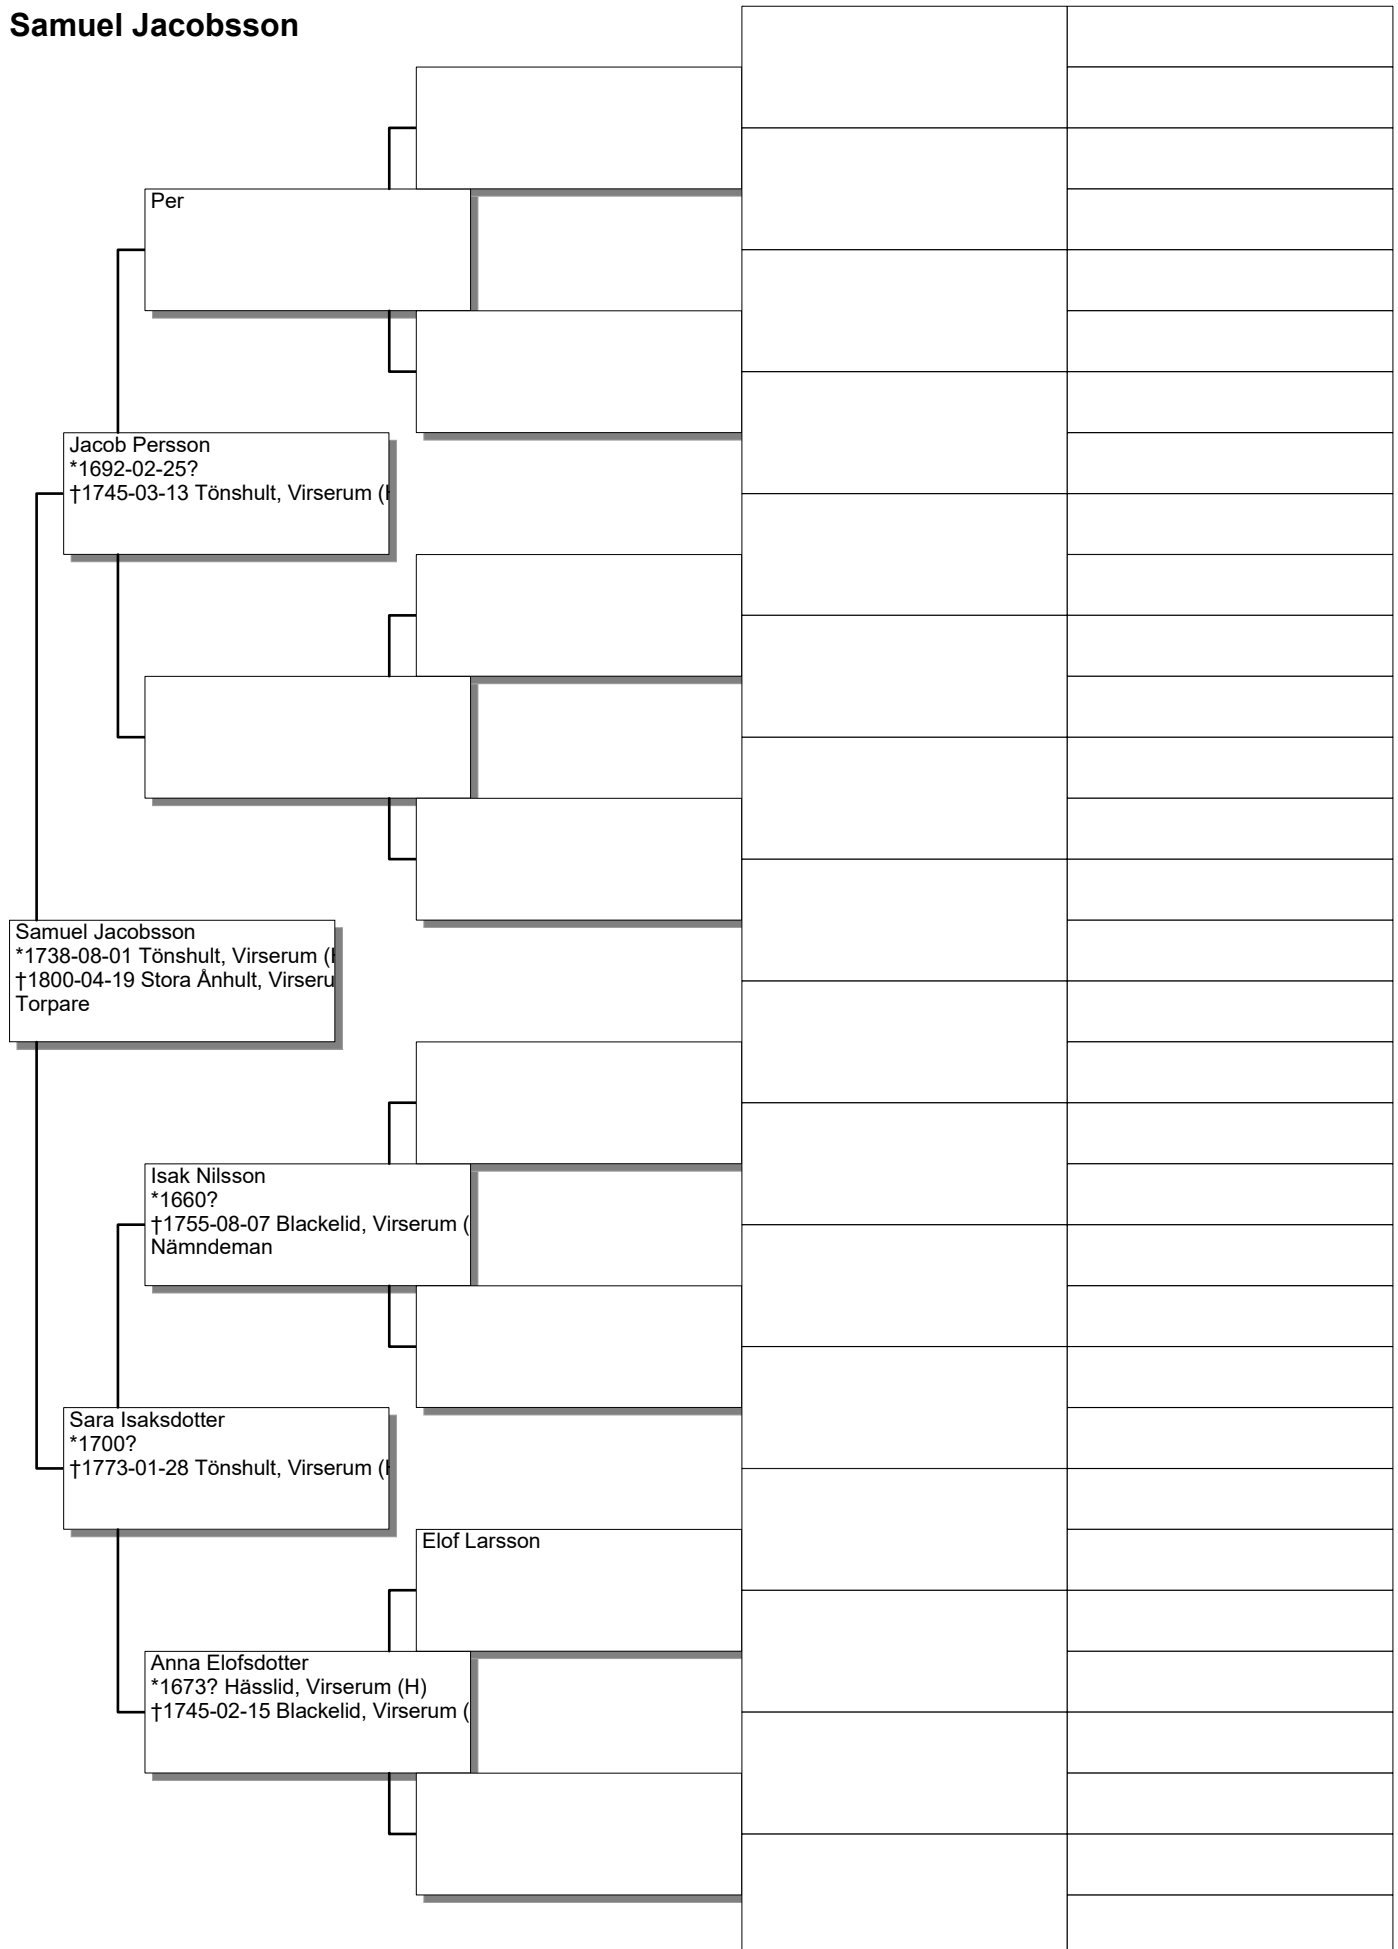 Samuel Jacobsson
Per
Jacob Persson
*1692-02-25?
†1745-03-13 Tönshult, Virserum (
Samuel Jacobsson
*1738-08-01 Tönshult, Virserum (
†1800-04-19 Stora Ånhult, Virseru
Torpare
Isak Nilsson
*1660?
†1755-08-07 Blackelid, Virserum (
Nämndeman
Sara Isaksdotter
*1700?
†1773-01-28 Tönshult, Virserum (
Elof Larsson
Anna Elofsdotter
*1673? Hässlid, Virserum (H)
†1745-02-15 Blackelid, Virserum (